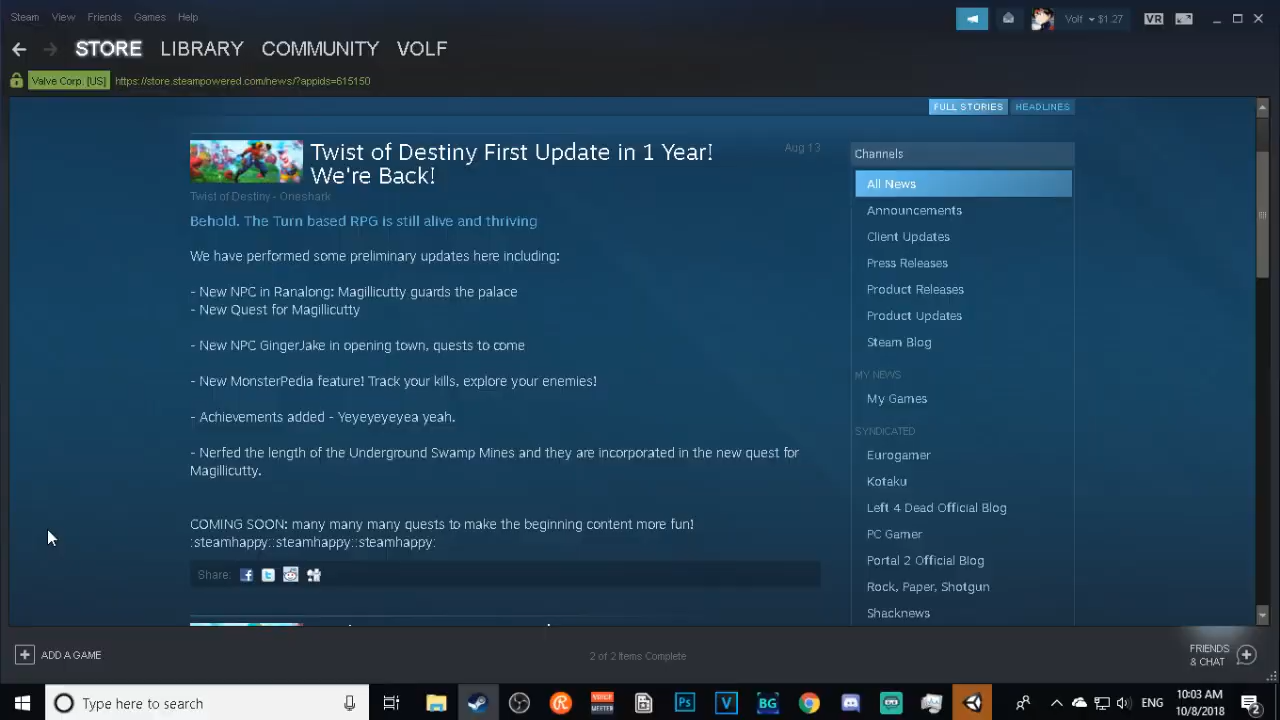 Steam View Friends Games Help
Volf $1.27
VR
STORE LIBRARY COMMUNITY VOLF
Valve Corp. [US] https://store.steampowered.com/news/?appids=615150
FULL STORIES HEADLINES
Twist of Destiny First Update in 1 Year!
We're Back!
Aug 13
Twist of Destiny - Oneshark
Behold. The Turn based RPG is still alive and thriving
We have performed some preliminary updates here including:
- New NPC in Ranalong: Magillicutty guards the palace
- New Quest for Magillicutty
- New NPC GingerJake in opening town, quests to come
- New MonsterPedia feature! Track your kills, explore your enemies!
- Achievements added - Yeyeyeyeyea yeah.
- Nerfed the length of the Underground Swamp Mines and they are incorporated in the new quest for
Magillicutty.
COMING SOON: many many many quests to make the beginning content more fun!
:steamhappy::steamhappy::steamhappy:
Share:
Channels
All News
Announcements
Client Updates
Press Releases
Product Releases
Product Updates
Steam Blog
MY NEWS
My Games
SYNDICATED
Eurogamer
Kotaku
Left 4 Dead Official Blog
PC Gamer
Portal 2 Official Blog
Rock, Paper, Shotgun
Shacknews
ADD A GAME
2 of 2 Items Complete
FRIENDS
& CHAT
Type here to search
VOICE
MEETER
Ps
V
BG
ENG
10:03 AM
10/8/2018
2